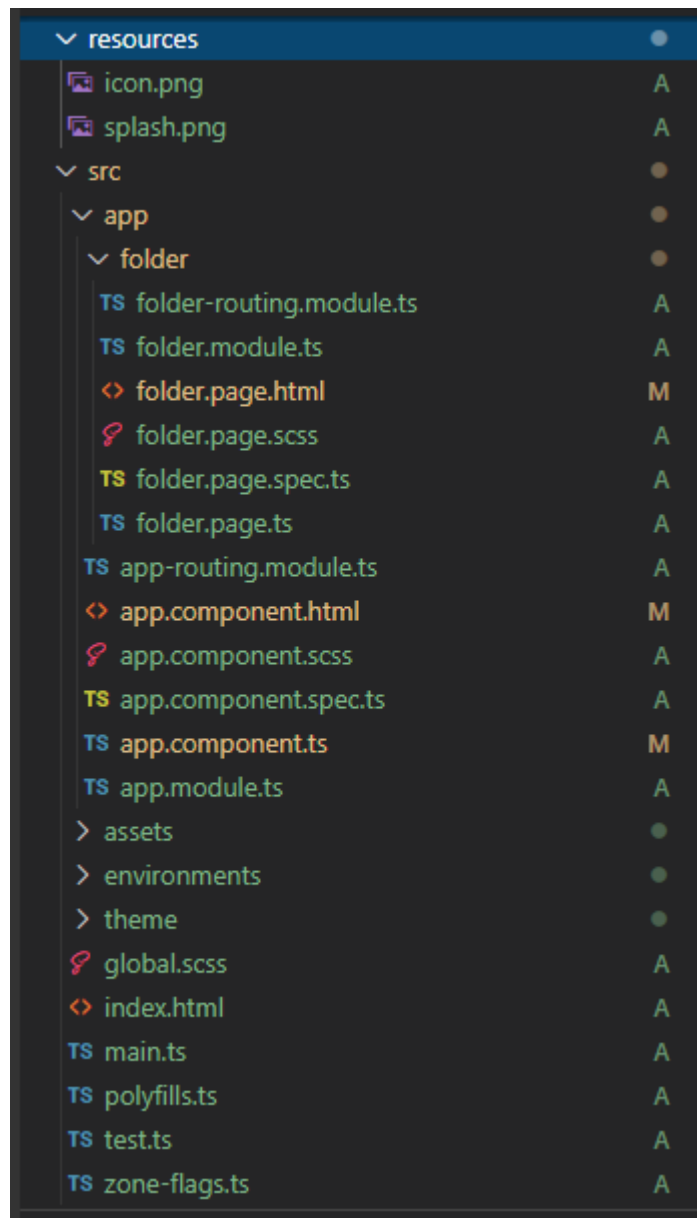 resources
icon.png A
splash.png A
src
app
folder
TS folder-routing.module.ts A
TS folder.module.ts A
<> folder.page.html M
folder.page.scss A
TS folder.page.spec.ts A
TS folder.page.ts A
TS app-routing.module.ts A
<> app.component.html M
app.component.scss A
TS app.component.spec.ts A
TS app.component.ts M
TS app.module.ts A
assets
environments
theme
global.scss A
<> index.html A
TS main.ts A
TS polyfills.ts A
TS test.ts A
TS zone-flags.ts A